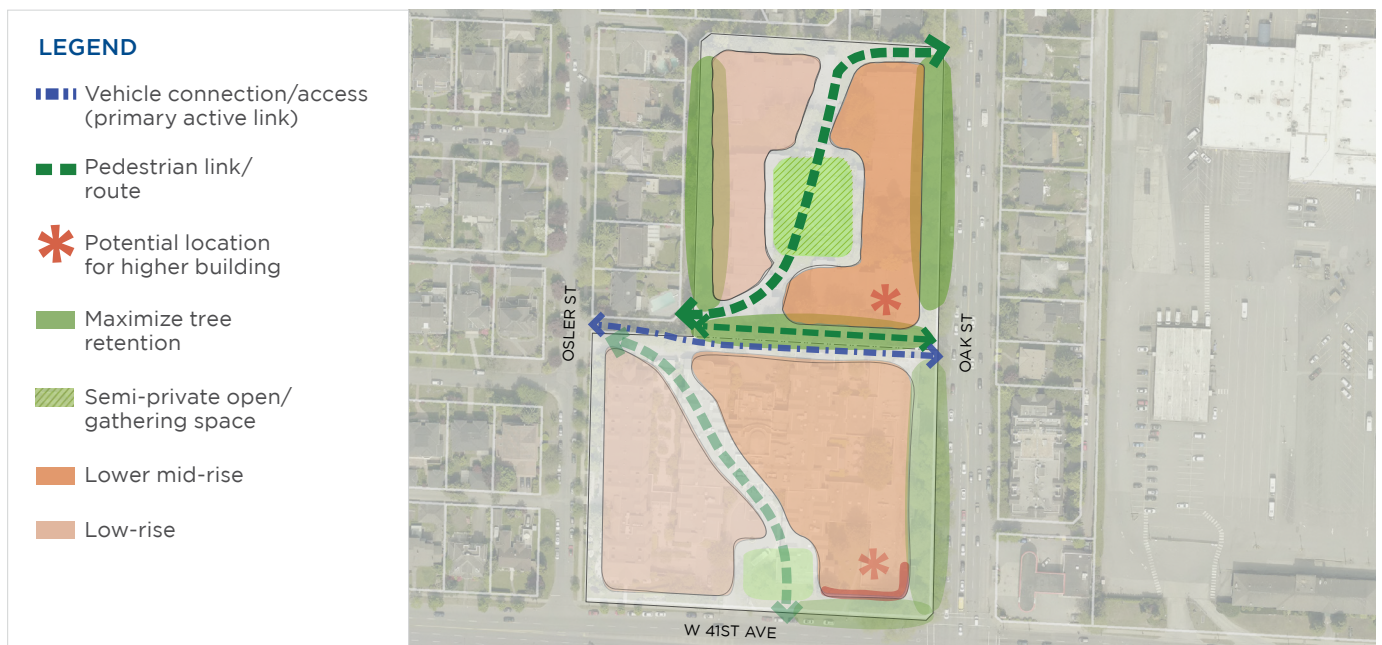 LEGEND
Vehicle connection/access
(primary active link)
Pedestrian link/
route
Potential location
for higher building
Maximize tree
retention
Semi-private open/
gathering space
Lower mid-rise
Low-rise
OSLER ST
OAK ST
W 41ST AVE